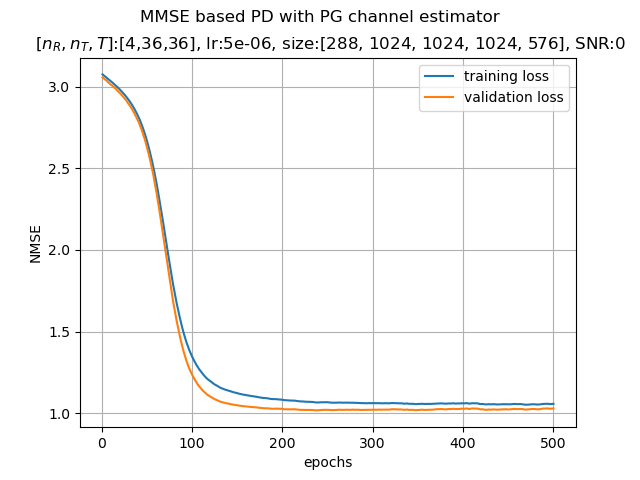 MMSE based PD with PG channel estimator
[n_R, n_T, T]:[4,36,36], lr:5e-06, size:[288, 1024, 1024, 1024, 576], SNR:0
training loss
validation loss
3.0
2.5
2.0
1.5
1.0
NMSE
0 100 200 300 400 500
epochs